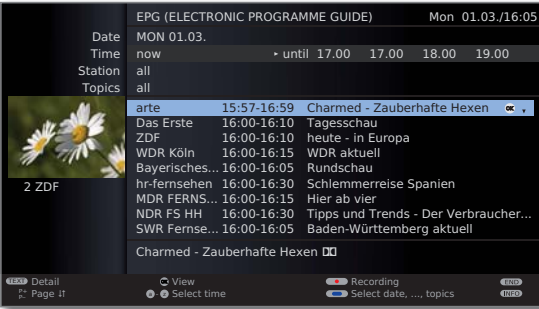 EPG (ELECTRONIC PROGRAMME GUIDE) Mon 01.03./16:05
Date MON 01.03.
Time now ▸ until 17.00 17.00 18.00 19.00
Station all
Topics all
arte 15:57-16:59 Charmed - Zauberhafte Hexen OK
Das Erste 16:00-16:10 Tagesschau
ZDF 16:00-16:10 heute - in Europa
WDR Köln 16:00-16:15 WDR aktuell
Bayerisches... 16:00-16:05 Rundschau
hr-fernsehen 16:00-16:30 Schlemmerreise Spanien
MDR FERNS... 16:00-16:15 Hier ab vier
NDR FS HH 16:00-16:30 Tipps und Trends - Der Verbraucher...
SWR Fernse... 16:00-16:05 Baden-Württemberg aktuell
2 ZDF
Charmed - Zauberhafte Hexen
TEXT Detail OK View Recording END
P+ P- Page Select time Select date, ..., topics INFO